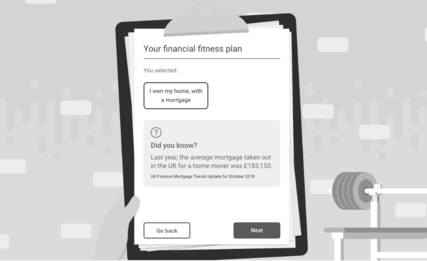 Your financial fitness plan
You selected:
I own my home, with
a mortgage
Did you know?
Last year, the average mortgage taken out
in the UK for a home mover was £183,150.
UK Finance Mortgage Trends Update for October 2018
Go back
Next